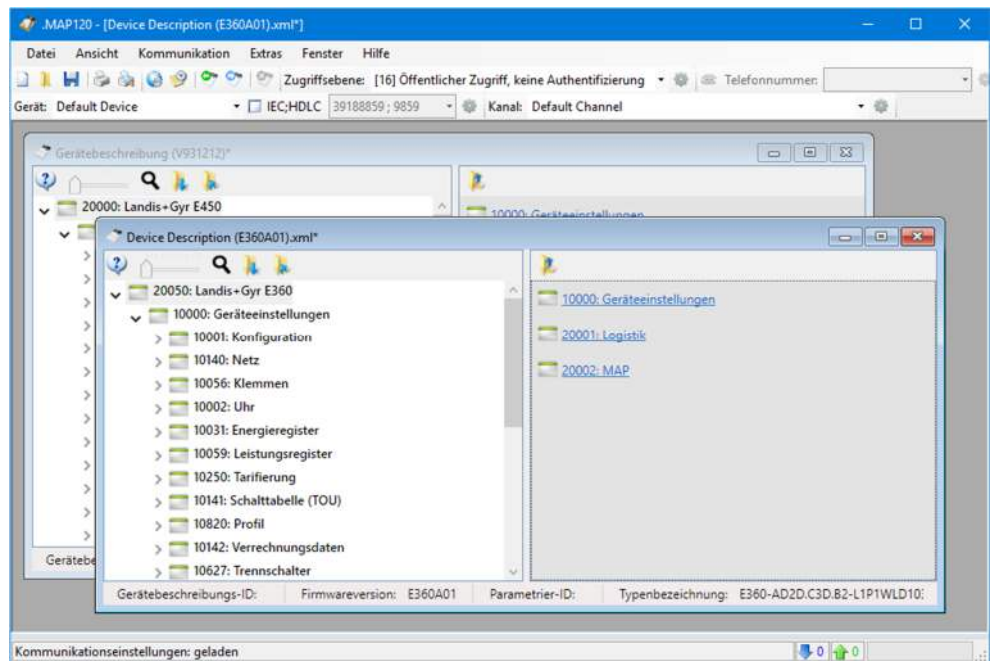 .MAP120 - [Device Description (E360A01).xml*]
Datei Ansicht Kommunikation Extras Fenster Hilfe
Zugriffsebene: [16] Öffentlicher Zugriff, keine Authentifizierung Telefonnummer:
Gerät: Default Device IEC;HDLC 39188859 ; 9859 Kanal: Default Channel
Gerätebeschreibung (V931212)*
20000: Landis+Gyr E450
10000: Geräteeinstellungen
Device Description (E360A01).xml*
20050: Landis+Gyr E360
10000: Geräteeinstellungen
10001: Konfiguration
10140: Netz
10056: Klemmen
10002: Uhr
10031: Energieregister
10059: Leistungsregister
10250: Tarifierung
10141: Schalttabelle (TOU)
10820: Profil
10142: Verrechnungsdaten
10627: Trennschalter
10000: Geräteeinstellungen
20001: Logistik
20002: MAP
Gerätebe
Gerätebeschreibungs-ID: Firmwareversion: E360A01 Parametrier-ID: Typenbezeichnung: E360-AD2D.C3D.B2-L1P1WLD10
Kommunikationseinstellungen: geladen 0 0